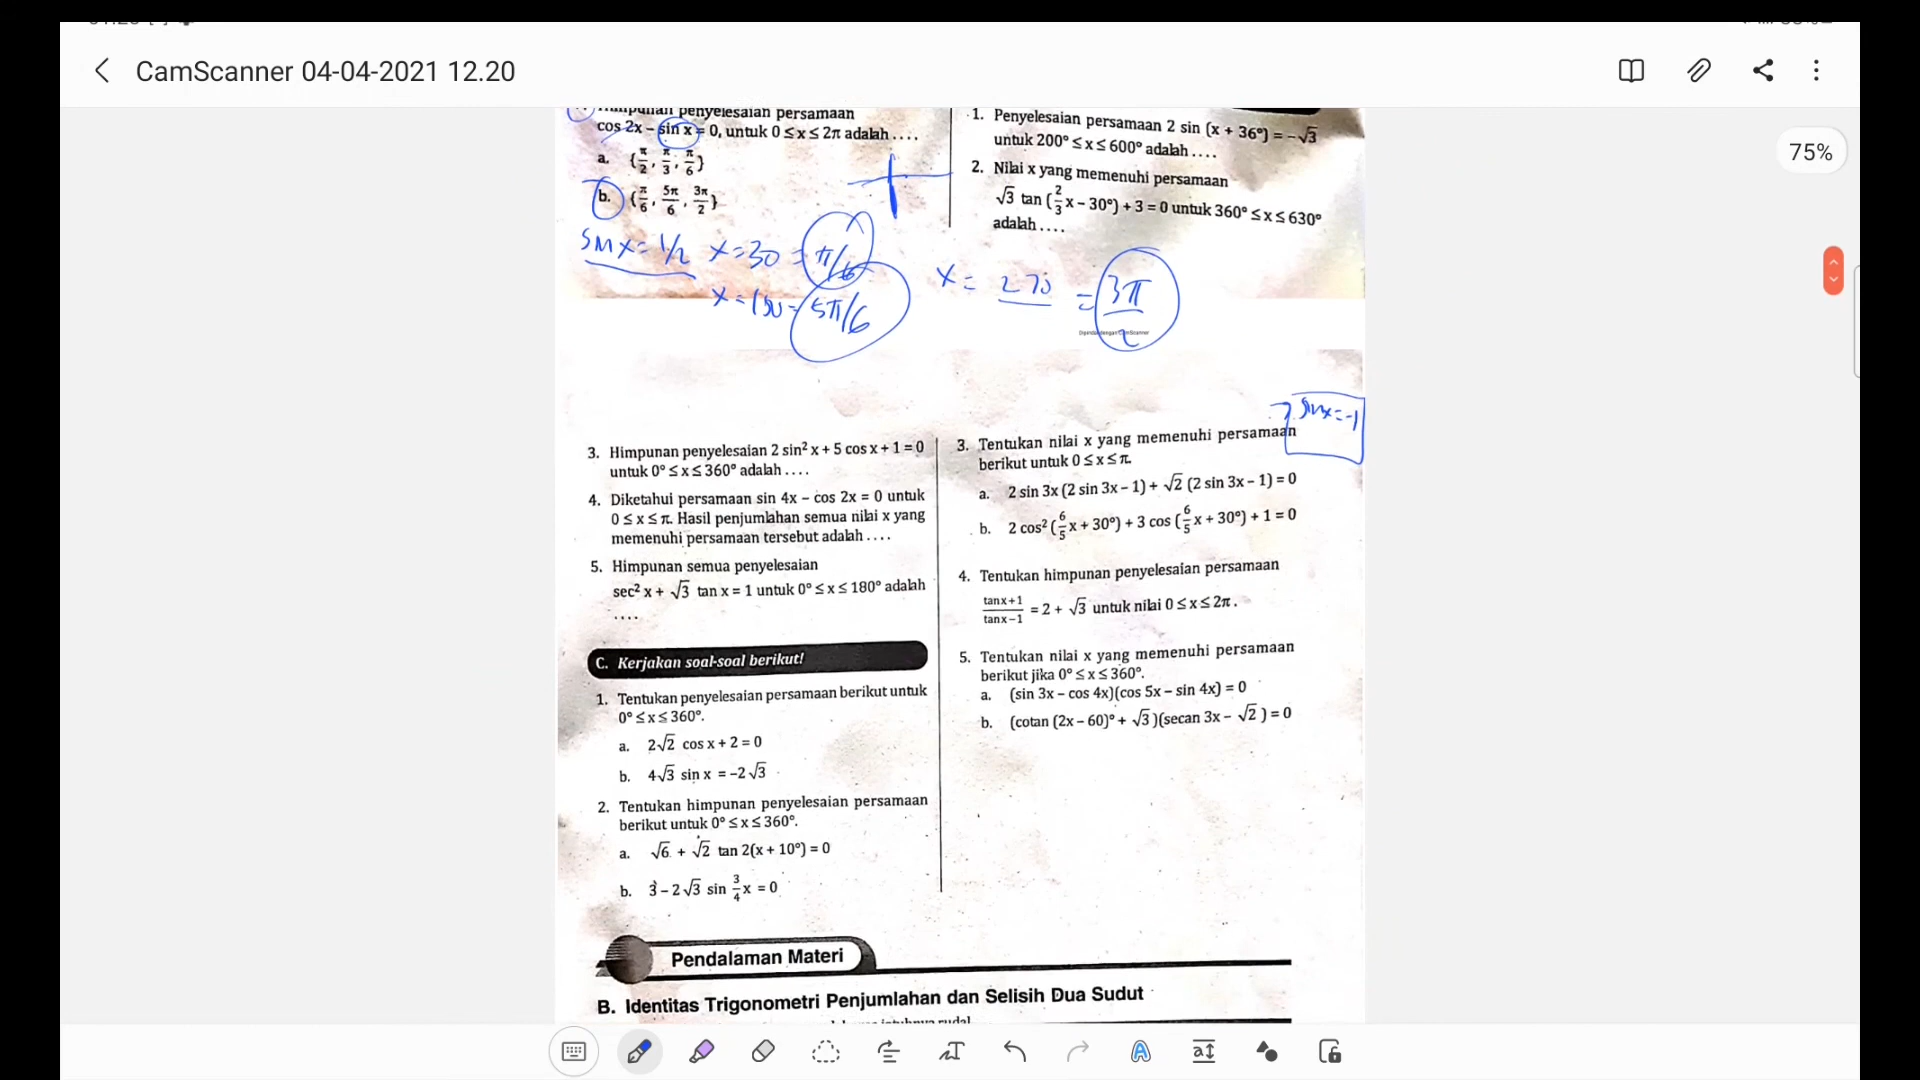 CamScanner 04-04-2021 12.20
75%
penyelesaian persamaan
cos 2x – sin x = 0, untuk 0 ≤ x ≤ 2π adalah ....
a. {π/2, π/3, π/6}
b. {π/6, 5π/6, 3π/2}
sin x = 1/2 x = 30 = π/6
x = 150 = 5π/6
x = 270 = 3π/2
1. Penyelesaian persamaan 2 sin (x + 36°) = –√3
untuk 200° ≤ x ≤ 600° adalah ....
2. Nilai x yang memenuhi persamaan
√3 tan (2/3 x – 30°) + 3 = 0 untuk 360° ≤ x ≤ 630°
adalah ....
3. Himpunan penyelesaian 2 sin² x + 5 cos x + 1 = 0
untuk 0° ≤ x ≤ 360° adalah ....
4. Diketahui persamaan sin 4x – cos 2x = 0 untuk
0 ≤ x ≤ π. Hasil penjumlahan semua nilai x yang
memenuhi persamaan tersebut adalah ....
5. Himpunan semua penyelesaian
sec² x + √3 tan x = 1 untuk 0° ≤ x ≤ 180° adalah
....
C. Kerjakan soal-soal berikut!
1. Tentukan penyelesaian persamaan berikut untuk
0° ≤ x ≤ 360°.
a. 2√2 cos x + 2 = 0
b. 4√3 sin x = –2√3
2. Tentukan himpunan penyelesaian persamaan
berikut untuk 0° ≤ x ≤ 360°.
a. √6 + √2 tan 2(x + 10°) = 0
b. 3 – 2√3 sin 3/4 x = 0
sin x = -1
3. Tentukan nilai x yang memenuhi persamaan
berikut untuk 0 ≤ x ≤ π.
a. 2 sin 3x (2 sin 3x – 1) + √2 (2 sin 3x – 1) = 0
b. 2 cos² (6/5 x + 30°) + 3 cos (6/5 x + 30°) + 1 = 0
4. Tentukan himpunan penyelesaian persamaan
tan x + 1 / tan x – 1 = 2 + √3 untuk nilai 0 ≤ x ≤ 2π.
5. Tentukan nilai x yang memenuhi persamaan
berikut jika 0° ≤ x ≤ 360°.
a. (sin 3x – cos 4x)(cos 5x – sin 4x) = 0
b. (cotan (2x – 60)° + √3)(secan 3x – √2) = 0
Pendalaman Materi
B. Identitas Trigonometri Penjumlahan dan Selisih Dua Sudut